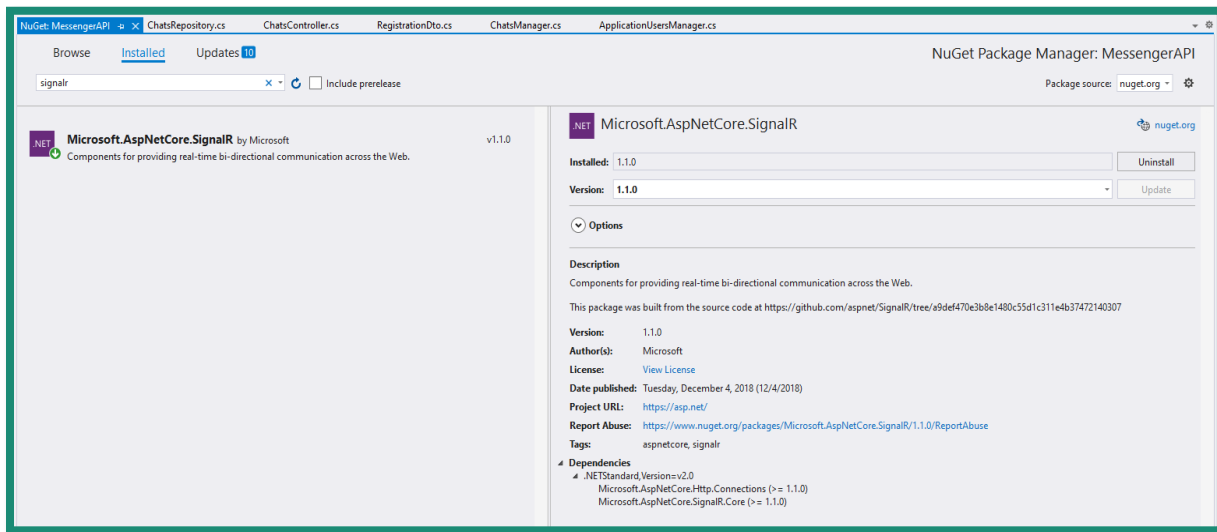 NuGet: MessengerAPI ChatsRepository.cs ChatsController.cs RegistrationDto.cs ChatsManager.cs ApplicationUsersManager.cs
Browse Installed Updates 10 NuGet Package Manager: MessengerAPI
signalr Include prerelease Package source: nuget.org
.NET Microsoft.AspNetCore.SignalR by Microsoft v1.1.0
Components for providing real-time bi-directional communication across the Web.
.NET Microsoft.AspNetCore.SignalR nuget.org
Installed: 1.1.0 Uninstall
Version: 1.1.0 Update
Options
Description
Components for providing real-time bi-directional communication across the Web.
This package was built from the source code at https://github.com/aspnet/SignalR/tree/a9def470e3b8e1480c55d1c311e4b37472140307
Version: 1.1.0
Author(s): Microsoft
License: View License
Date published: Tuesday, December 4, 2018 (12/4/2018)
Project URL: https://asp.net/
Report Abuse: https://www.nuget.org/packages/Microsoft.AspNetCore.SignalR/1.1.0/ReportAbuse
Tags: aspnetcore, signalr
Dependencies
.NETStandard,Version=v2.0
Microsoft.AspNetCore.Http.Connections (>= 1.1.0)
Microsoft.AspNetCore.SignalR.Core (>= 1.1.0)